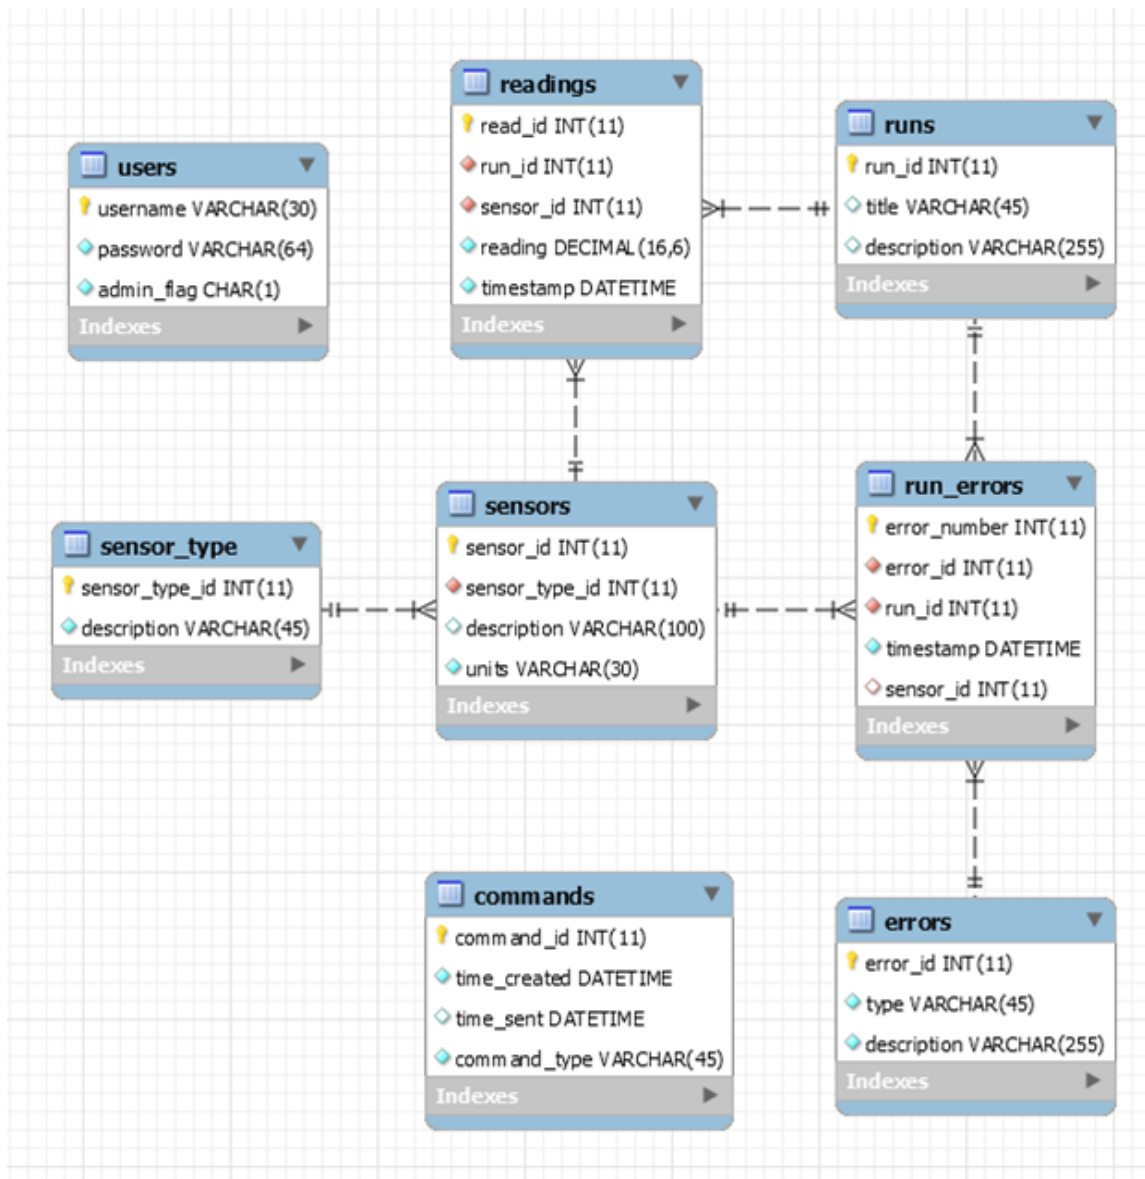 users
username VARCHAR(30)
password VARCHAR(64)
admin_flag CHAR(1)
Indexes
readings
read_id INT(11)
run_id INT(11)
sensor_id INT(11)
reading DECIMAL(16,6)
timestamp DATETIME
Indexes
runs
run_id INT(11)
title VARCHAR(45)
description VARCHAR(255)
Indexes
sensor_type
sensor_type_id INT(11)
description VARCHAR(45)
Indexes
sensors
sensor_id INT(11)
sensor_type_id INT(11)
description VARCHAR(100)
units VARCHAR(30)
Indexes
run_errors
error_number INT(11)
error_id INT(11)
run_id INT(11)
timestamp DATETIME
sensor_id INT(11)
Indexes
commands
command_id INT(11)
time_created DATETIME
time_sent DATETIME
command_type VARCHAR(45)
Indexes
errors
error_id INT(11)
type VARCHAR(45)
description VARCHAR(255)
Indexes